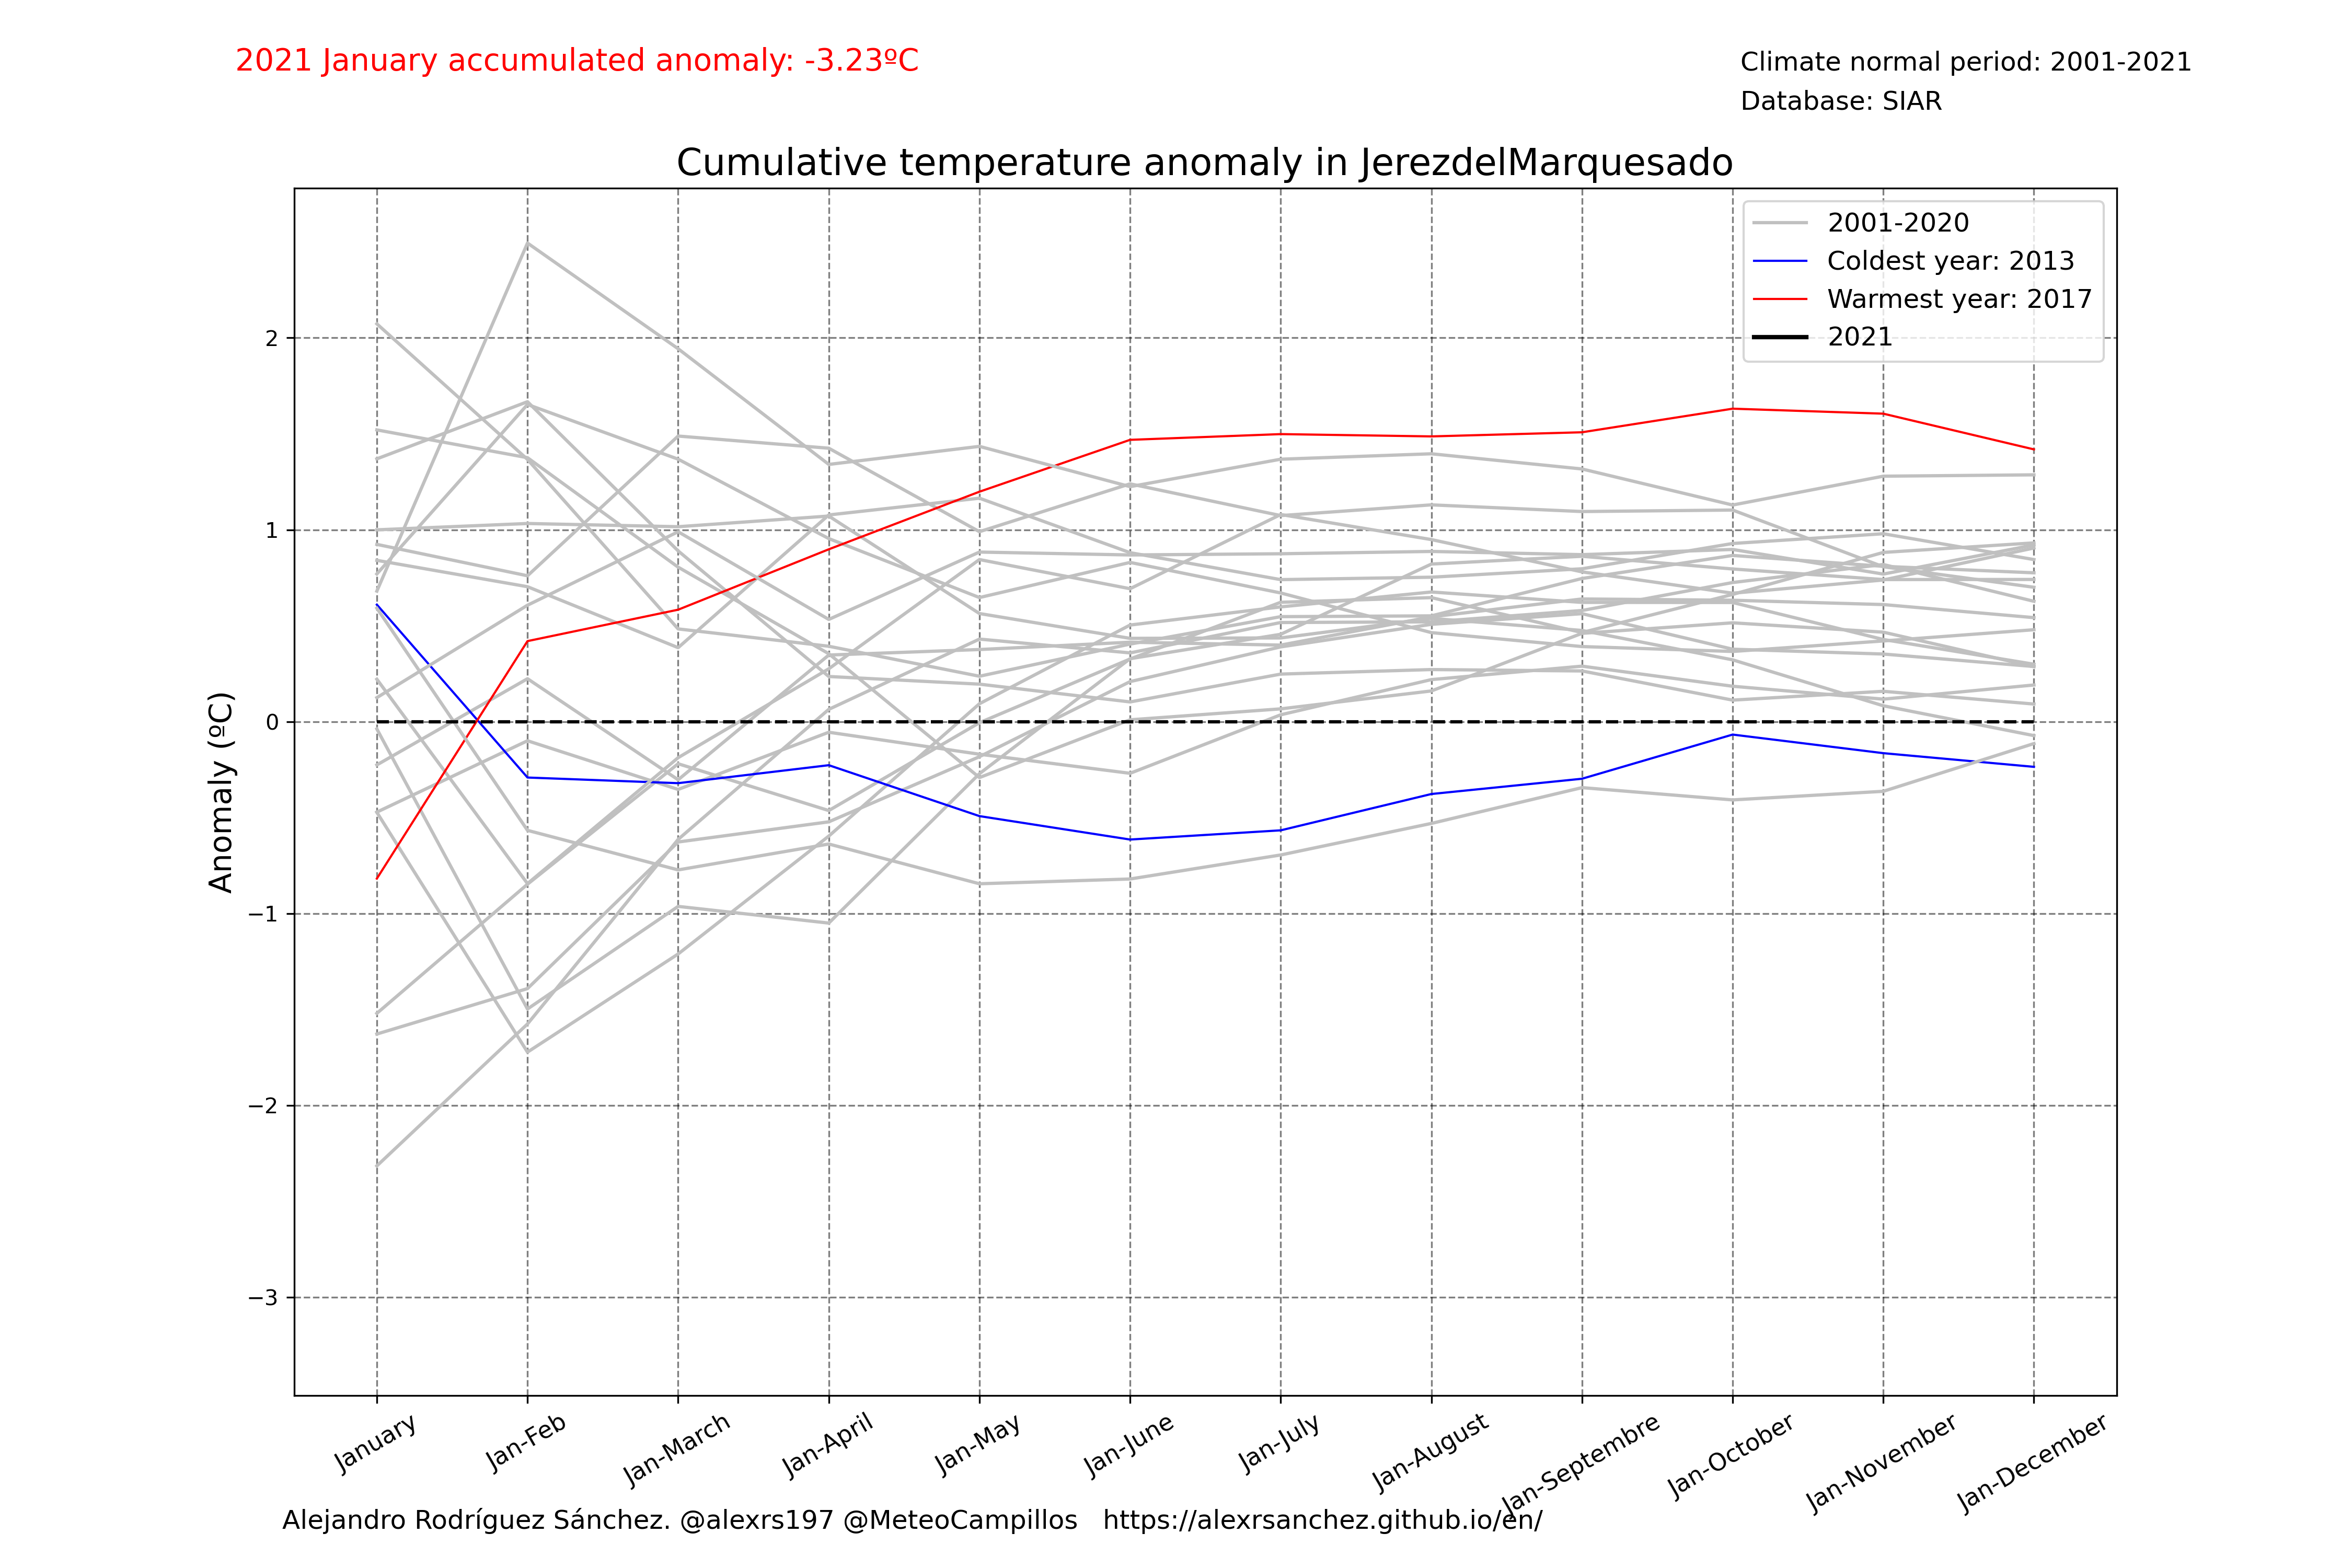 2021 January accumulated anomaly: -3.23ºC
Climate normal period: 2001-2021
Database: SIAR
Cumulative temperature anomaly in JerezdelMarquesado
2001-2020
Coldest year: 2013
Warmest year: 2017
2021
Anomaly (ºC)
2
1
0
−1
−2
−3
January
Jan-Feb
Jan-March
Jan-April
Jan-May
Jan-June
Jan-July
Jan-August
Jan-Septembre
Jan-October
Jan-November
Jan-December
Alejandro Rodríguez Sánchez. @alexrs197 @MeteoCampillos https://alexrsanchez.github.io/en/